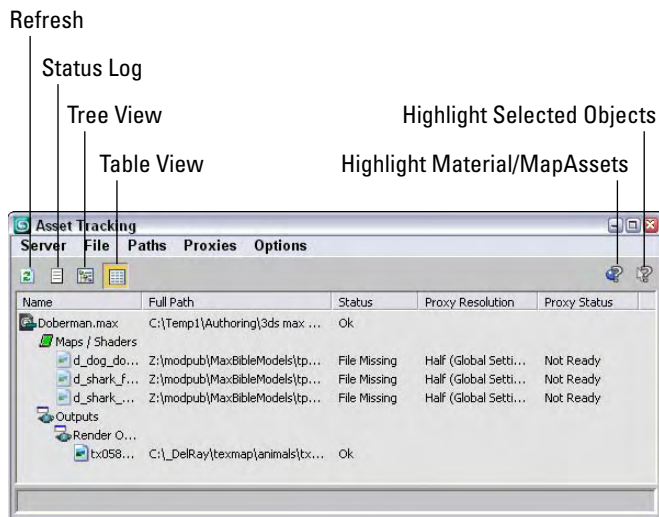 Refresh
Status Log
Tree View
Highlight Selected Objects
Table View
Highlight Material/MapAssets
Asset Tracking
Server File Paths Proxies Options
Name Full Path Status Proxy Resolution Proxy Status
Doberman.max C:\Temp1\Authoring\3ds max ... Ok
Maps / Shaders
d_dog_do... Z:\modpub\MaxBibleModels\tp... File Missing Half (Global Setti... Not Ready
d_shark_f... Z:\modpub\MaxBibleModels\tp... File Missing Half (Global Setti... Not Ready
d_shark_... Z:\modpub\MaxBibleModels\tp... File Missing Half (Global Setti... Not Ready
Outputs
Render O...
tx058... C:\_DelRay\texmap\animals\tx... Ok